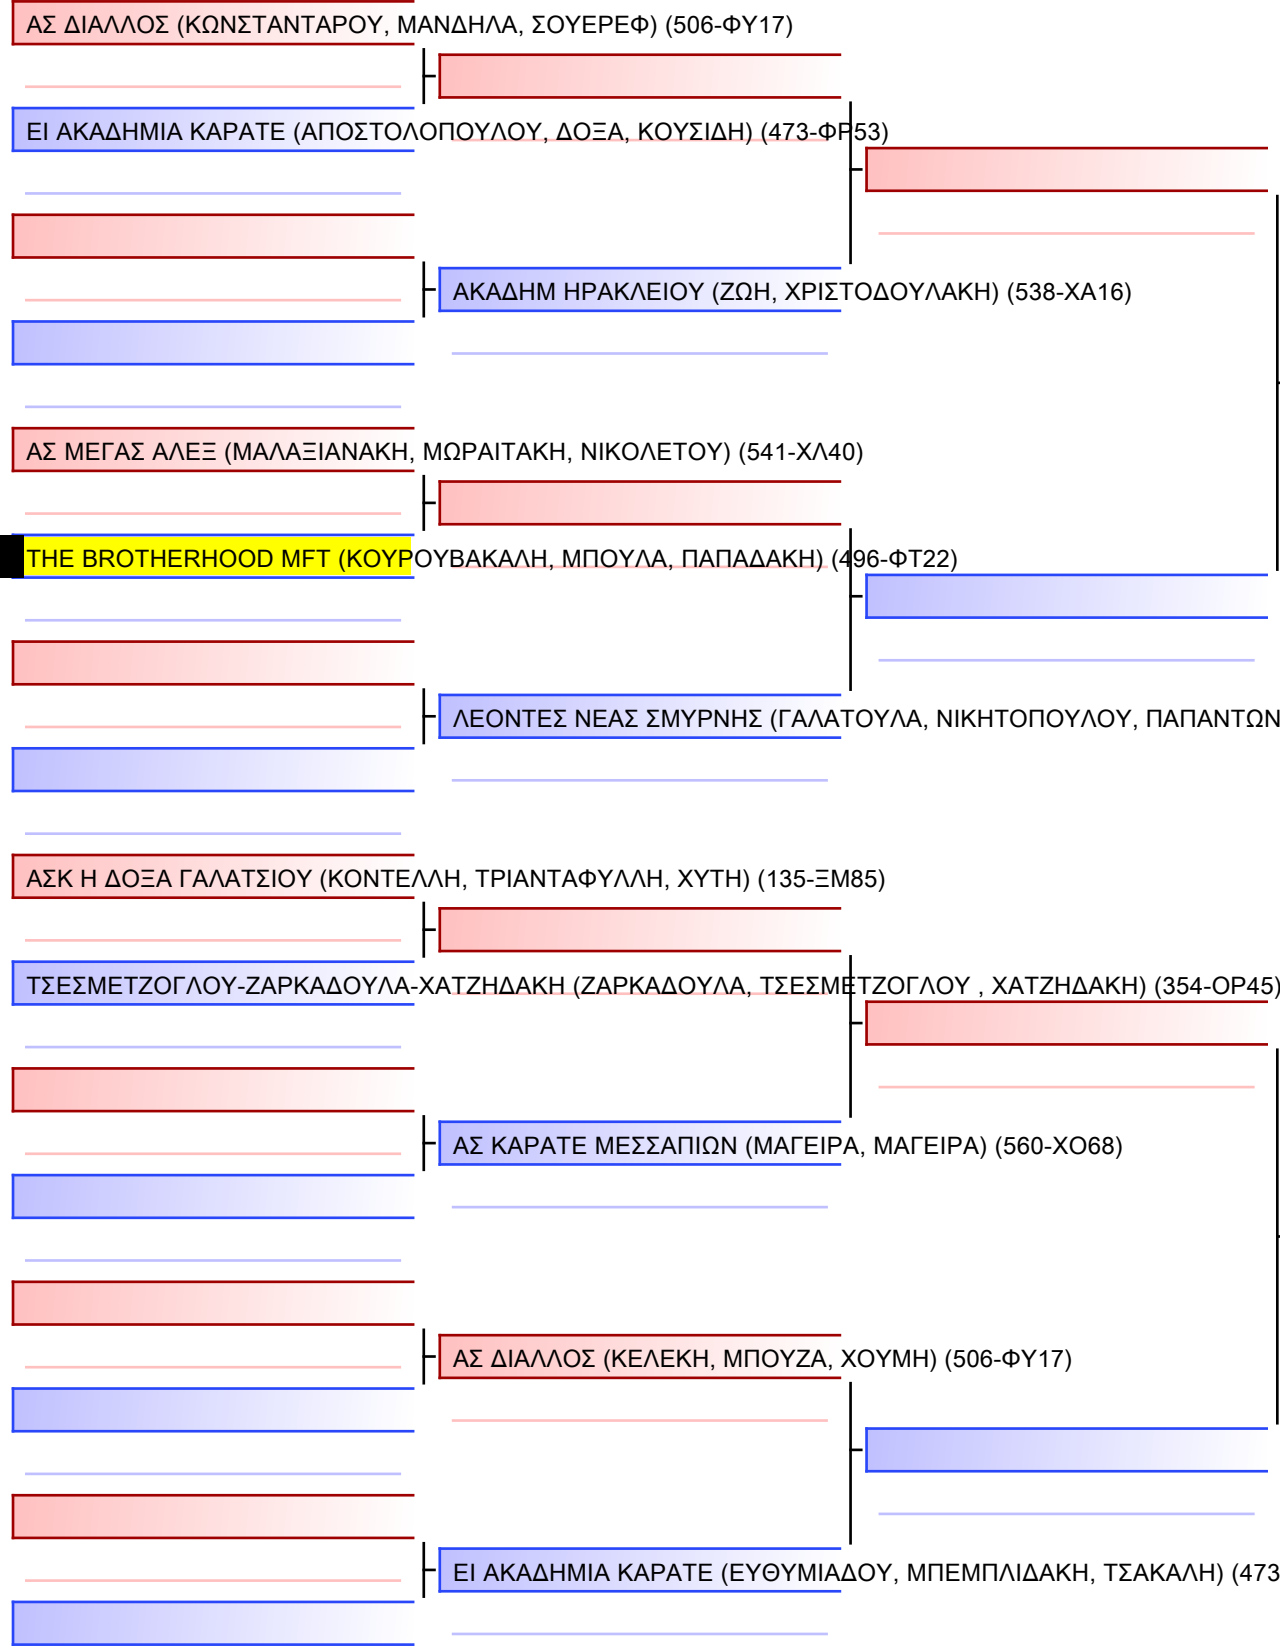 ΑΣ ΔΙΑΛΛΟΣ (ΚΩΝΣΤΑΝΤΑΡΟΥ, ΜΑΝΔΗΛΑ, ΣΟΥΕΡΕΦ) (506-ΦΥ17)
ΕΙ ΑΚΑΔΗΜΙΑ ΚΑΡΑΤΕ (ΑΠΟΣΤΟΛΟΠΟΥΛΟΥ, ΔΟΞΑ, ΚΟΥΣΙΔΗ) (473-ΦΡ53)
ΑΚΑΔΗΜ ΗΡΑΚΛΕΙΟΥ (ΖΩΗ, ΧΡΙΣΤΟΔΟΥΛΑΚΗ) (538-ΧΑ16)
ΑΣ ΜΕΓΑΣ ΑΛΕΞ (ΜΑΛΑΞΙΑΝΑΚΗ, ΜΩΡΑΙΤΑΚΗ, ΝΙΚΟΛΕΤΟΥ) (541-ΧΛ40)
THE BROTHERHOOD MFT (ΚΟΥΡΟΥΒΑΚΑΛΗ, ΜΠΟΥΛΑ, ΠΑΠΑΔΑΚΗ) (496-ΦΤ22)
ΛΕΟΝΤΕΣ ΝΕΑΣ ΣΜΥΡΝΗΣ (ΓΑΛΑΤΟΥΛΑ, ΝΙΚΗΤΟΠΟΥΛΟΥ, ΠΑΠΑΝΤΩΝ
ΑΣΚ Η ΔΟΞΑ ΓΑΛΑΤΣΙΟΥ (ΚΟΝΤΕΛΛΗ, ΤΡΙΑΝΤΑΦΥΛΛΗ, ΧΥΤΗ) (135-ΞΜ85)
ΤΣΕΣΜΕΤΖΟΓΛΟΥ-ΖΑΡΚΑΔΟΥΛΑ-ΧΑΤΖΗΔΑΚΗ (ΖΑΡΚΑΔΟΥΛΑ, ΤΣΕΣΜΕΤΖΟΓΛΟΥ , ΧΑΤΖΗΔΑΚΗ) (354-ΟΡ45)
ΑΣ ΚΑΡΑΤΕ ΜΕΣΣΑΠΙΩΝ (ΜΑΓΕΙΡΑ, ΜΑΓΕΙΡΑ) (560-ΧΟ68)
ΑΣ ΔΙΑΛΛΟΣ (ΚΕΛΕΚΗ, ΜΠΟΥΖΑ, ΧΟΥΜΗ) (506-ΦΥ17)
ΕΙ ΑΚΑΔΗΜΙΑ ΚΑΡΑΤΕ (ΕΥΘΥΜΙΑΔΟΥ, ΜΠΕΜΠΛΙΔΑΚΗ, ΤΣΑΚΑΛΗ) (473